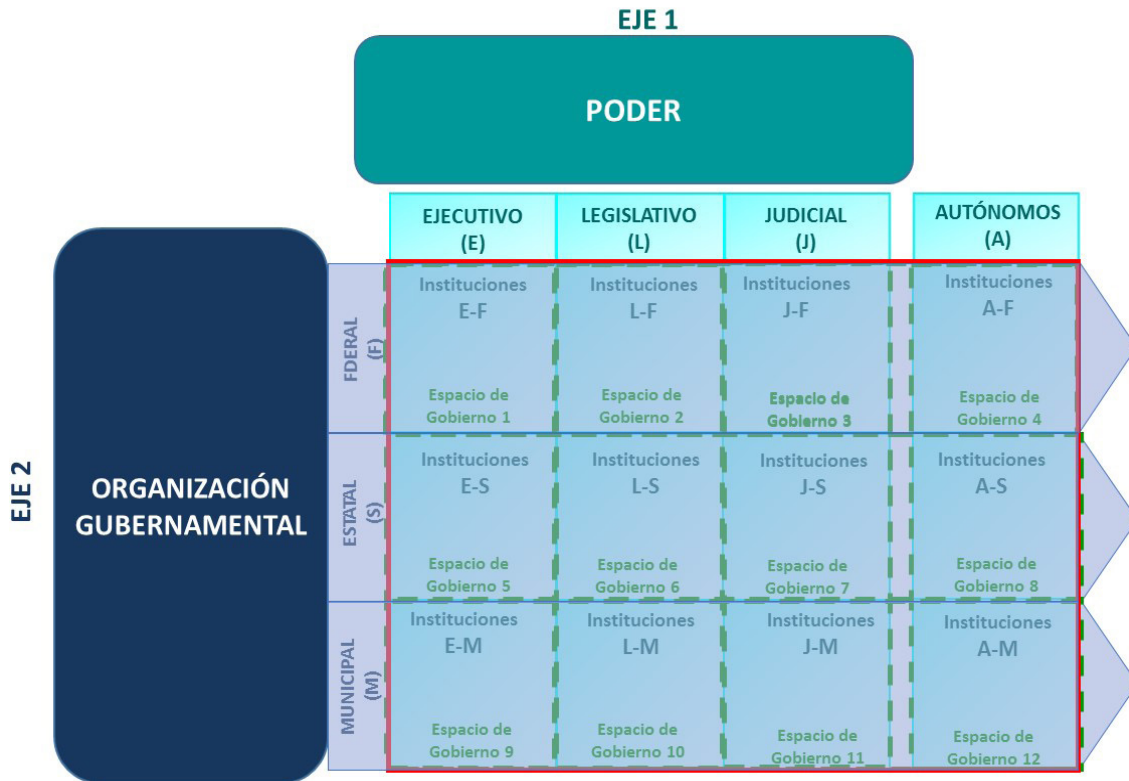 EJE 1
PODER
EJECUTIVO
(E)
LEGISLATIVO
(L)
JUDICIAL
(J)
AUTÓNOMOS
(A)
EJE 2
ORGANIZACIÓN
GUBERNAMENTAL
FDERAL
(F)
Instituciones
E-F
Espacio de
Gobierno 1
Instituciones
L-F
Espacio de
Gobierno 2
Instituciones
J-F
Espacio de
Gobierno 3
Instituciones
A-F
Espacio de
Gobierno 4
ESTATAL
(S)
Instituciones
E-S
Espacio de
Gobierno 5
Instituciones
L-S
Espacio de
Gobierno 6
Instituciones
J-S
Espacio de
Gobierno 7
Instituciones
A-S
Espacio de
Gobierno 8
MUNICIPAL
(M)
Instituciones
E-M
Espacio de
Gobierno 9
Instituciones
L-M
Espacio de
Gobierno 10
Instituciones
J-M
Espacio de
Gobierno 11
Instituciones
A-M
Espacio de
Gobierno 12